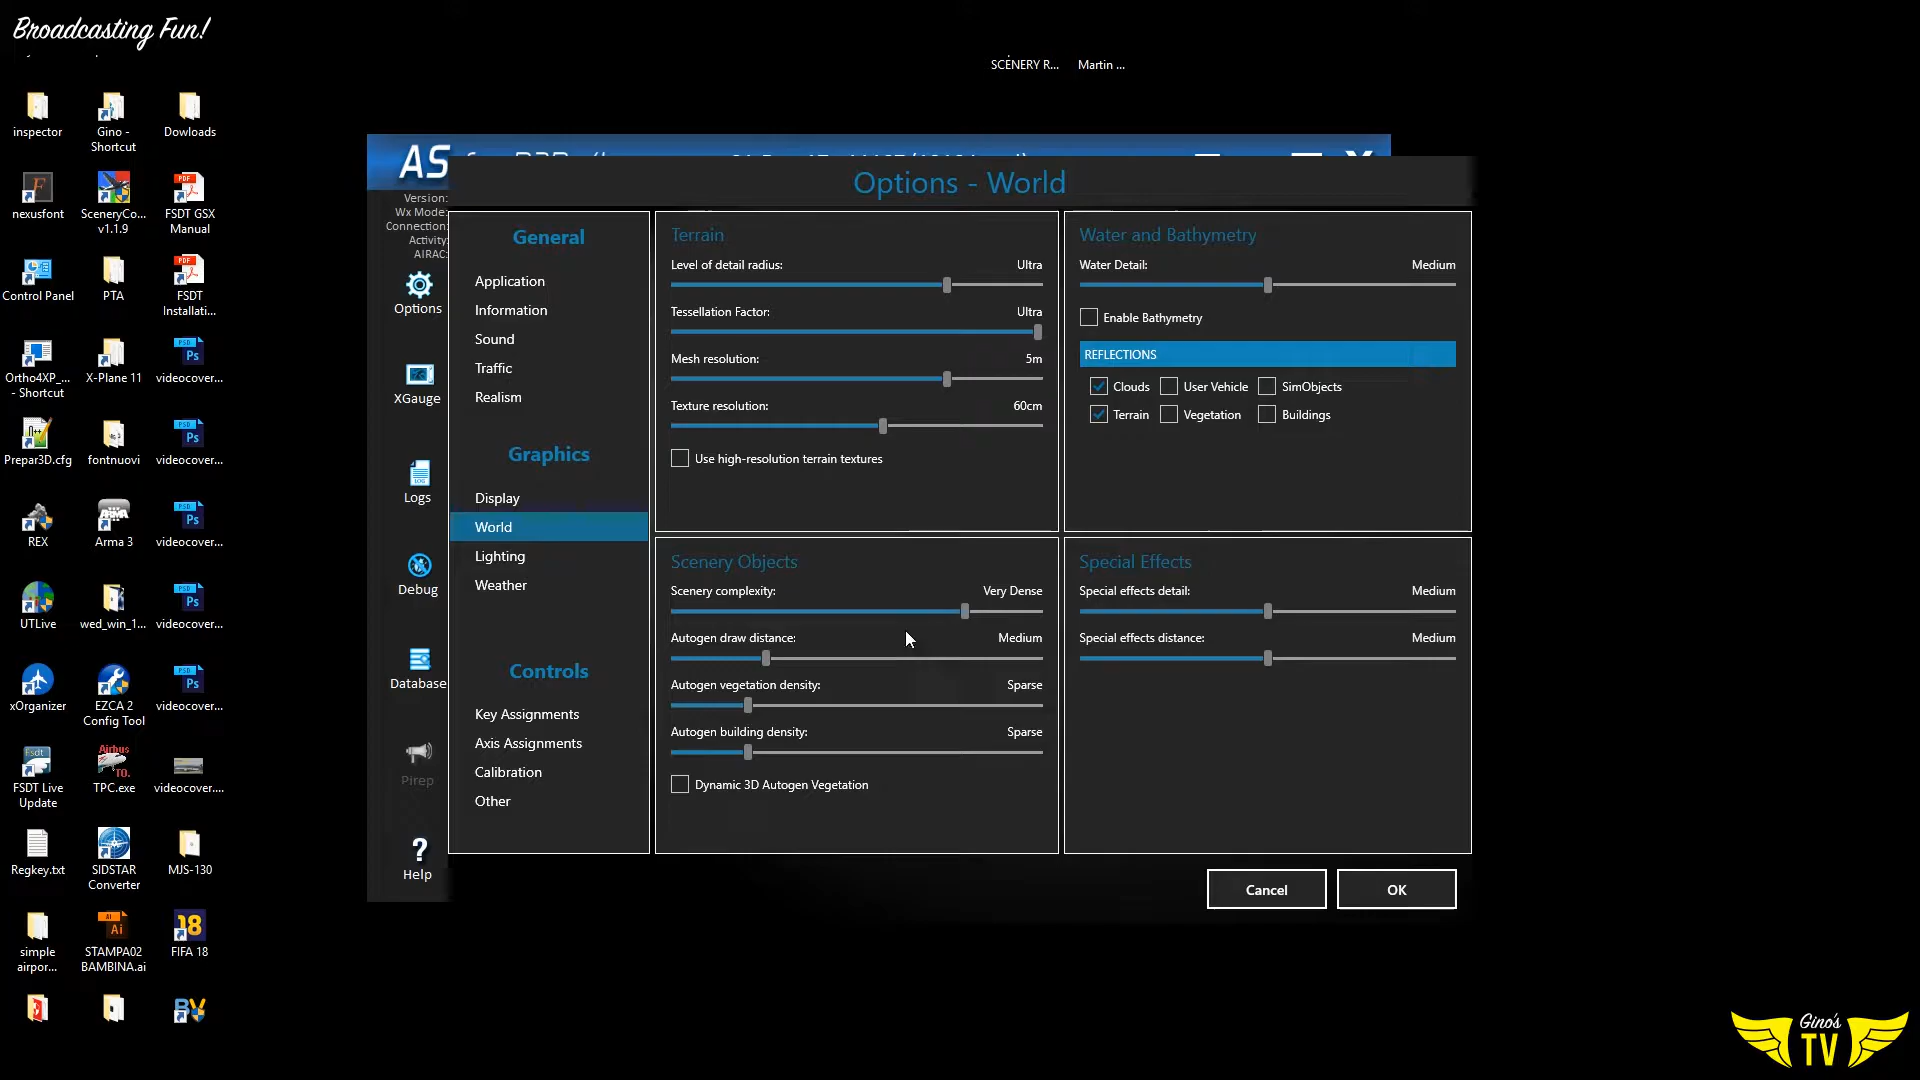 Broadcasting Fun!
SCENERY R...
Martin ...
inspector
Gino -
Shortcut
Dowloads
nexusfont
SceneryCo...
v1.1.9
FSDT GSX
Manual
Control Panel
PTA
FSDT
Installati...
Ortho4XP_...
- Shortcut
X-Plane 11
videocover...
Prepar3D.cfg
fontnuovi
videocover...
REX
Arma 3
videocover...
UTLive
wed_win_1...
videocover...
xOrganizer
EZCA 2
Config Tool
videocover...
FSDT Live
Update
TPC.exe
videocover....
Regkey.txt
SIDSTAR
Converter
MJS-130
simple
airpor...
STAMPA02
BAMBINA.ai
FIFA 18
AS
Version:
Wx Mode:
Connection:
Activity:
AIRAC:
Options
XGauge
Logs
Debug
Database
Pirep
Help
Options - World
General
Application
Information
Sound
Traffic
Realism
Graphics
Display
World
Lighting
Weather
Controls
Key Assignments
Axis Assignments
Calibration
Other
Terrain
Level of detail radius: Ultra
Tessellation Factor: Ultra
Mesh resolution: 5m
Texture resolution: 60cm
Use high-resolution terrain textures
Water and Bathymetry
Water Detail: Medium
Enable Bathymetry
REFLECTIONS
Clouds User Vehicle SimObjects
Terrain Vegetation Buildings
Scenery Objects
Scenery complexity: Very Dense
Autogen draw distance: Medium
Autogen vegetation density: Sparse
Autogen building density: Sparse
Dynamic 3D Autogen Vegetation
Special Effects
Special effects detail: Medium
Special effects distance: Medium
Cancel
OK
Gino's
TV